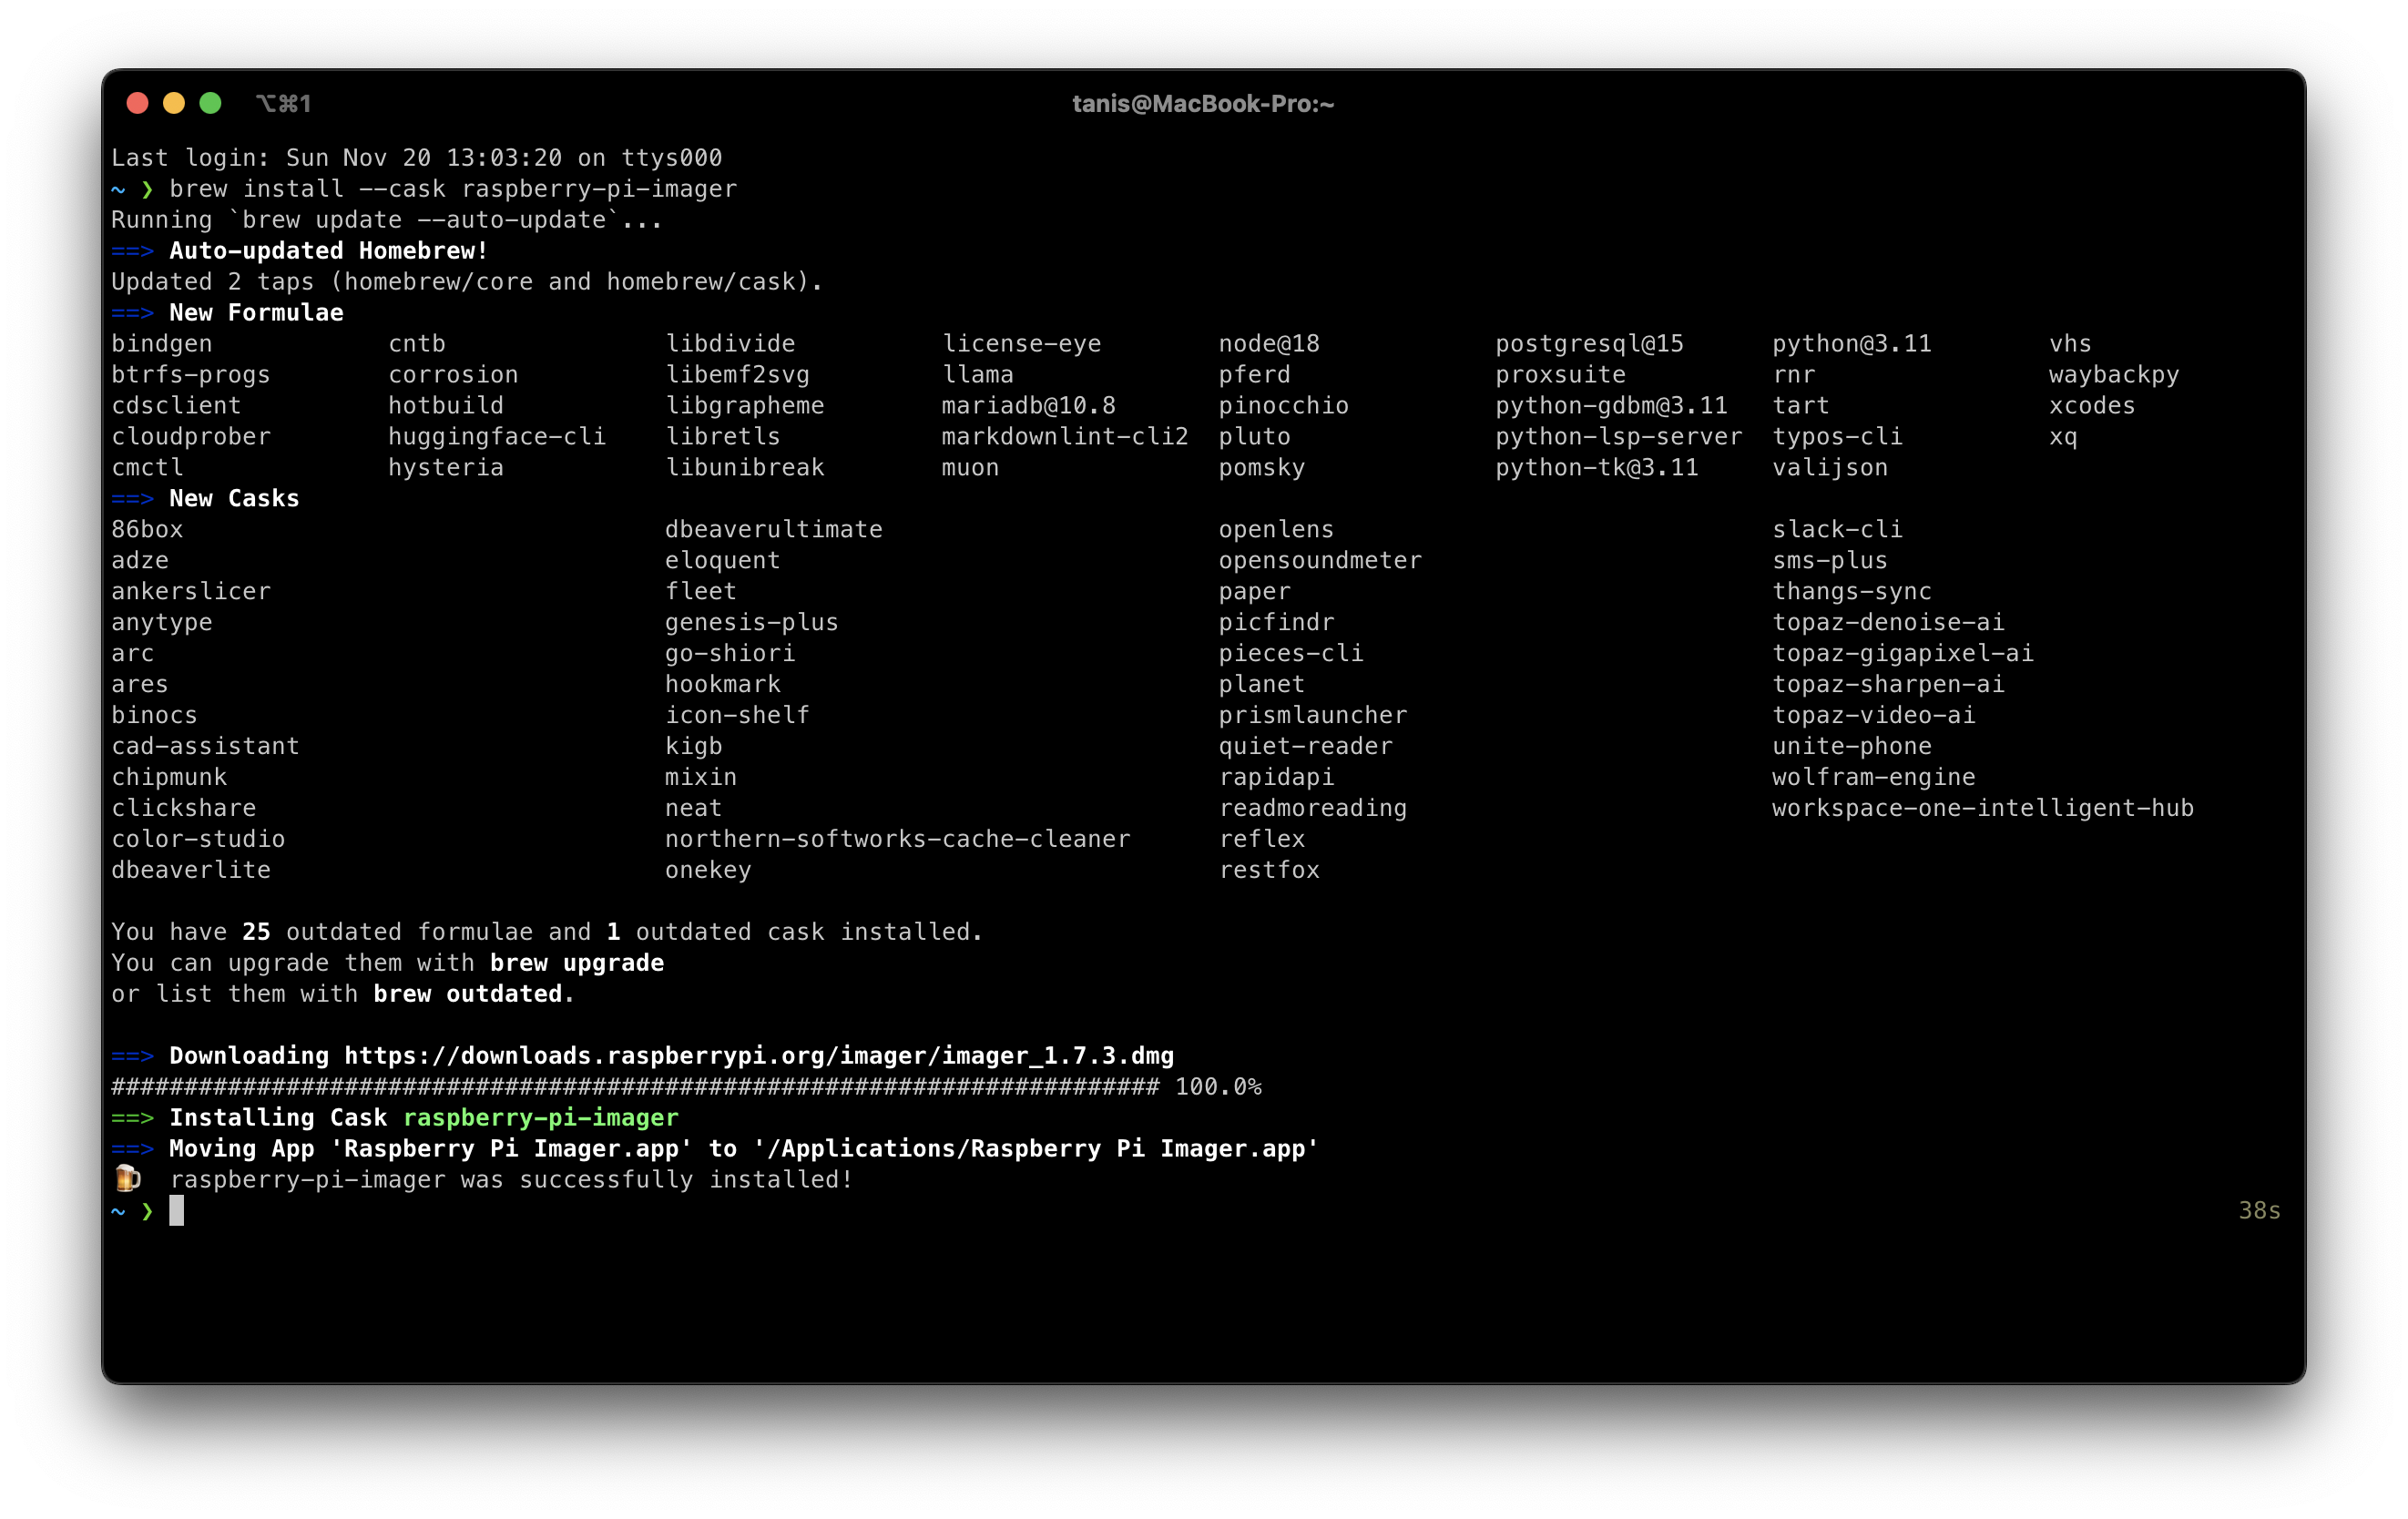 ⌥⌘1 tanis@MacBook-Pro:~
Last login: Sun Nov 20 13:03:20 on ttys000
~ ❯ brew install --cask raspberry-pi-imager
Running `brew update --auto-update`...
==> Auto-updated Homebrew!
Updated 2 taps (homebrew/core and homebrew/cask).
==> New Formulae
bindgen cntb libdivide license-eye node@18 postgresql@15 python@3.11 vhs
btrfs-progs corrosion libemf2svg llama pferd proxsuite rnr waybackpy
cdsclient hotbuild libgrapheme mariadb@10.8 pinocchio python-gdbm@3.11 tart xcodes
cloudprober huggingface-cli libretls markdownlint-cli2 pluto python-lsp-server typos-cli xq
cmctl hysteria libunibreak muon pomsky python-tk@3.11 valijson
==> New Casks
86box dbeaverultimate openlens slack-cli
adze eloquent opensoundmeter sms-plus
ankerslicer fleet paper thangs-sync
anytype genesis-plus picfindr topaz-denoise-ai
arc go-shiori pieces-cli topaz-gigapixel-ai
ares hookmark planet topaz-sharpen-ai
binocs icon-shelf prismlauncher topaz-video-ai
cad-assistant kigb quiet-reader unite-phone
chipmunk mixin rapidapi wolfram-engine
clickshare neat readmoreading workspace-one-intelligent-hub
color-studio northern-softworks-cache-cleaner reflex
dbeaverlite onekey restfox
You have 25 outdated formulae and 1 outdated cask installed.
You can upgrade them with brew upgrade
or list them with brew outdated.
==> Downloading https://downloads.raspberrypi.org/imager/imager_1.7.3.dmg
######################################################################## 100.0%
==> Installing Cask raspberry-pi-imager
==> Moving App 'Raspberry Pi Imager.app' to '/Applications/Raspberry Pi Imager.app'
🍺 raspberry-pi-imager was successfully installed!
~ ❯ 38s